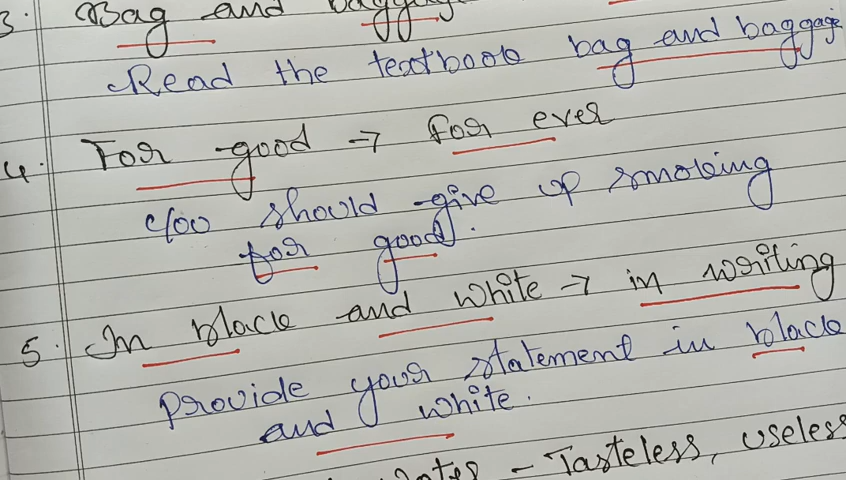 3. Bag and baggage
Read the textbook bag and baggage
4. For good → for ever
You should give up smoking
for good.
5. In black and white → in writing
Provide your statement in black
and white.
- Tasteless, useless